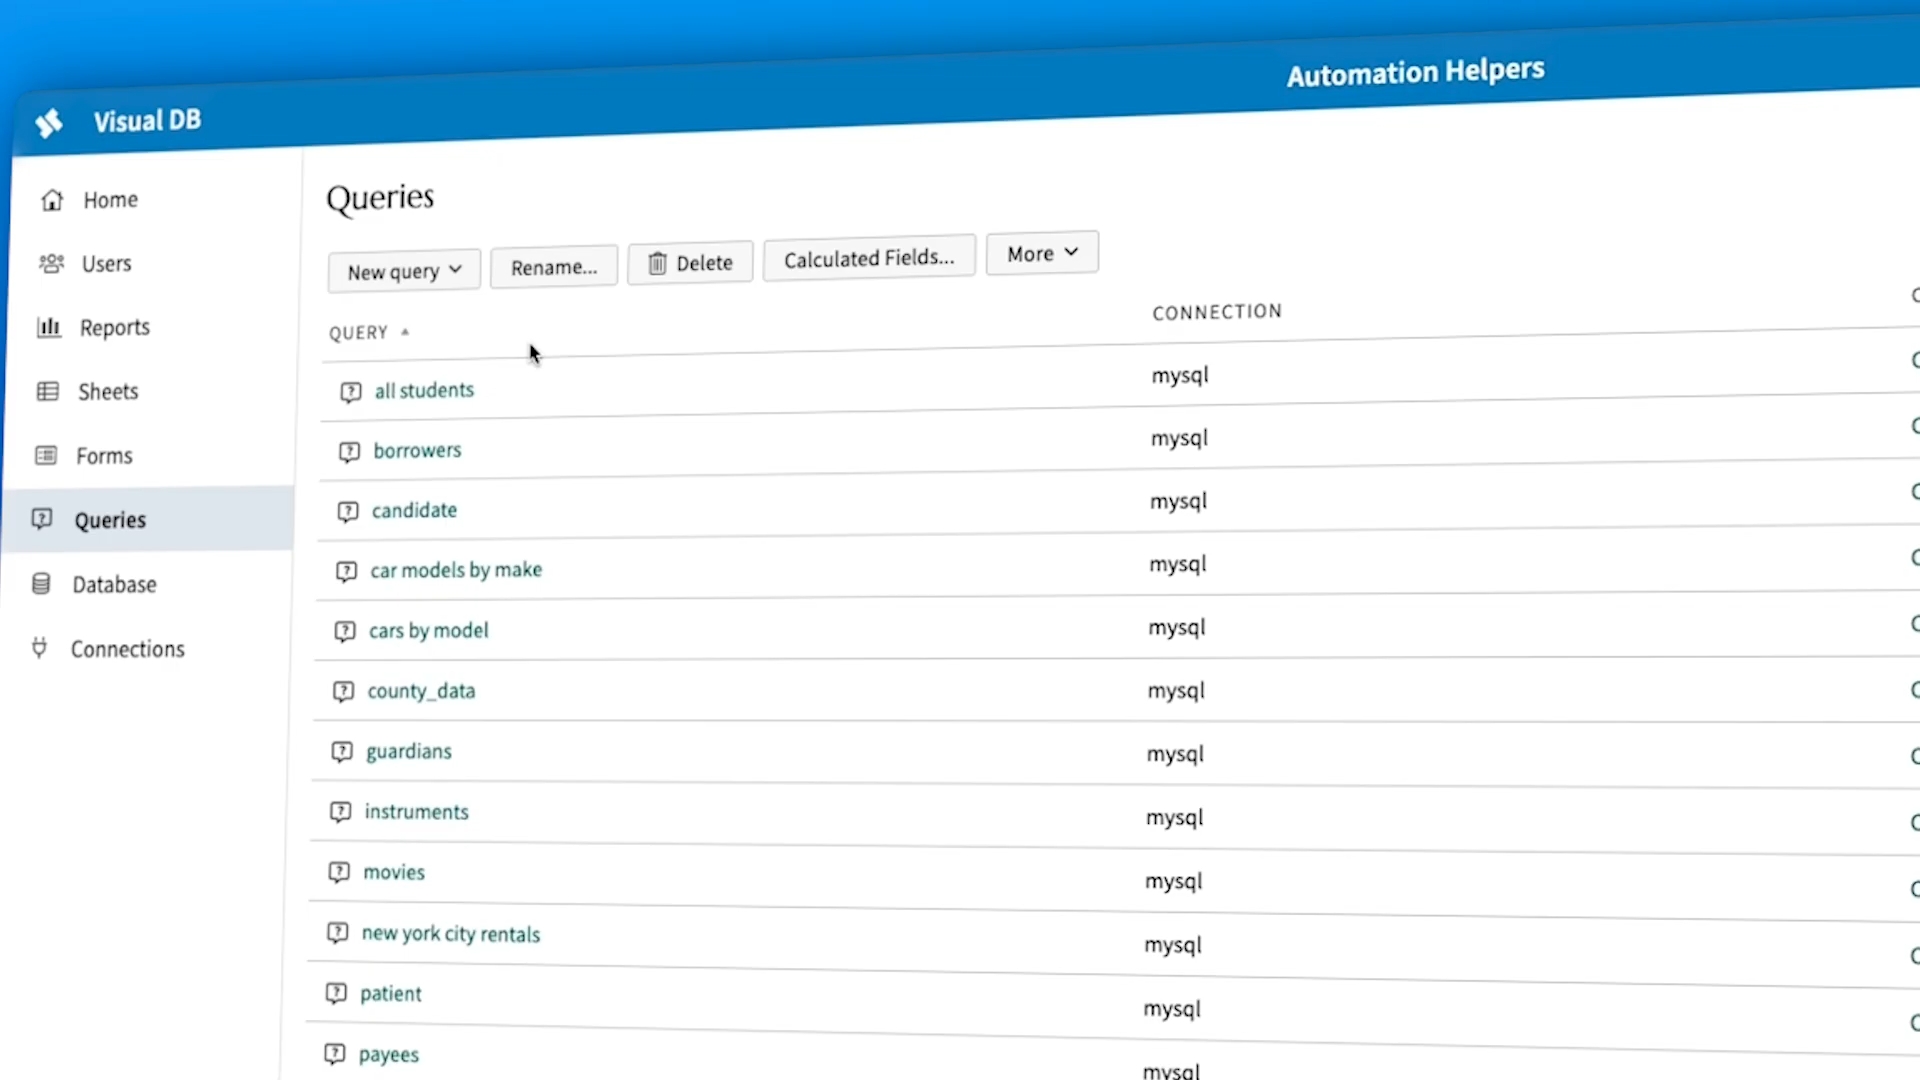 Visual DB
Automation Helpers
Home
Users
Reports
Sheets
Forms
Queries
Database
Connections
Queries
New query
Rename...
Delete
Calculated Fields...
More
QUERY
CONNECTION
all students
mysql
borrowers
mysql
candidate
mysql
car models by make
mysql
cars by model
mysql
county_data
mysql
guardians
mysql
instruments
mysql
movies
mysql
new york city rentals
mysql
patient
mysql
payees
mysql